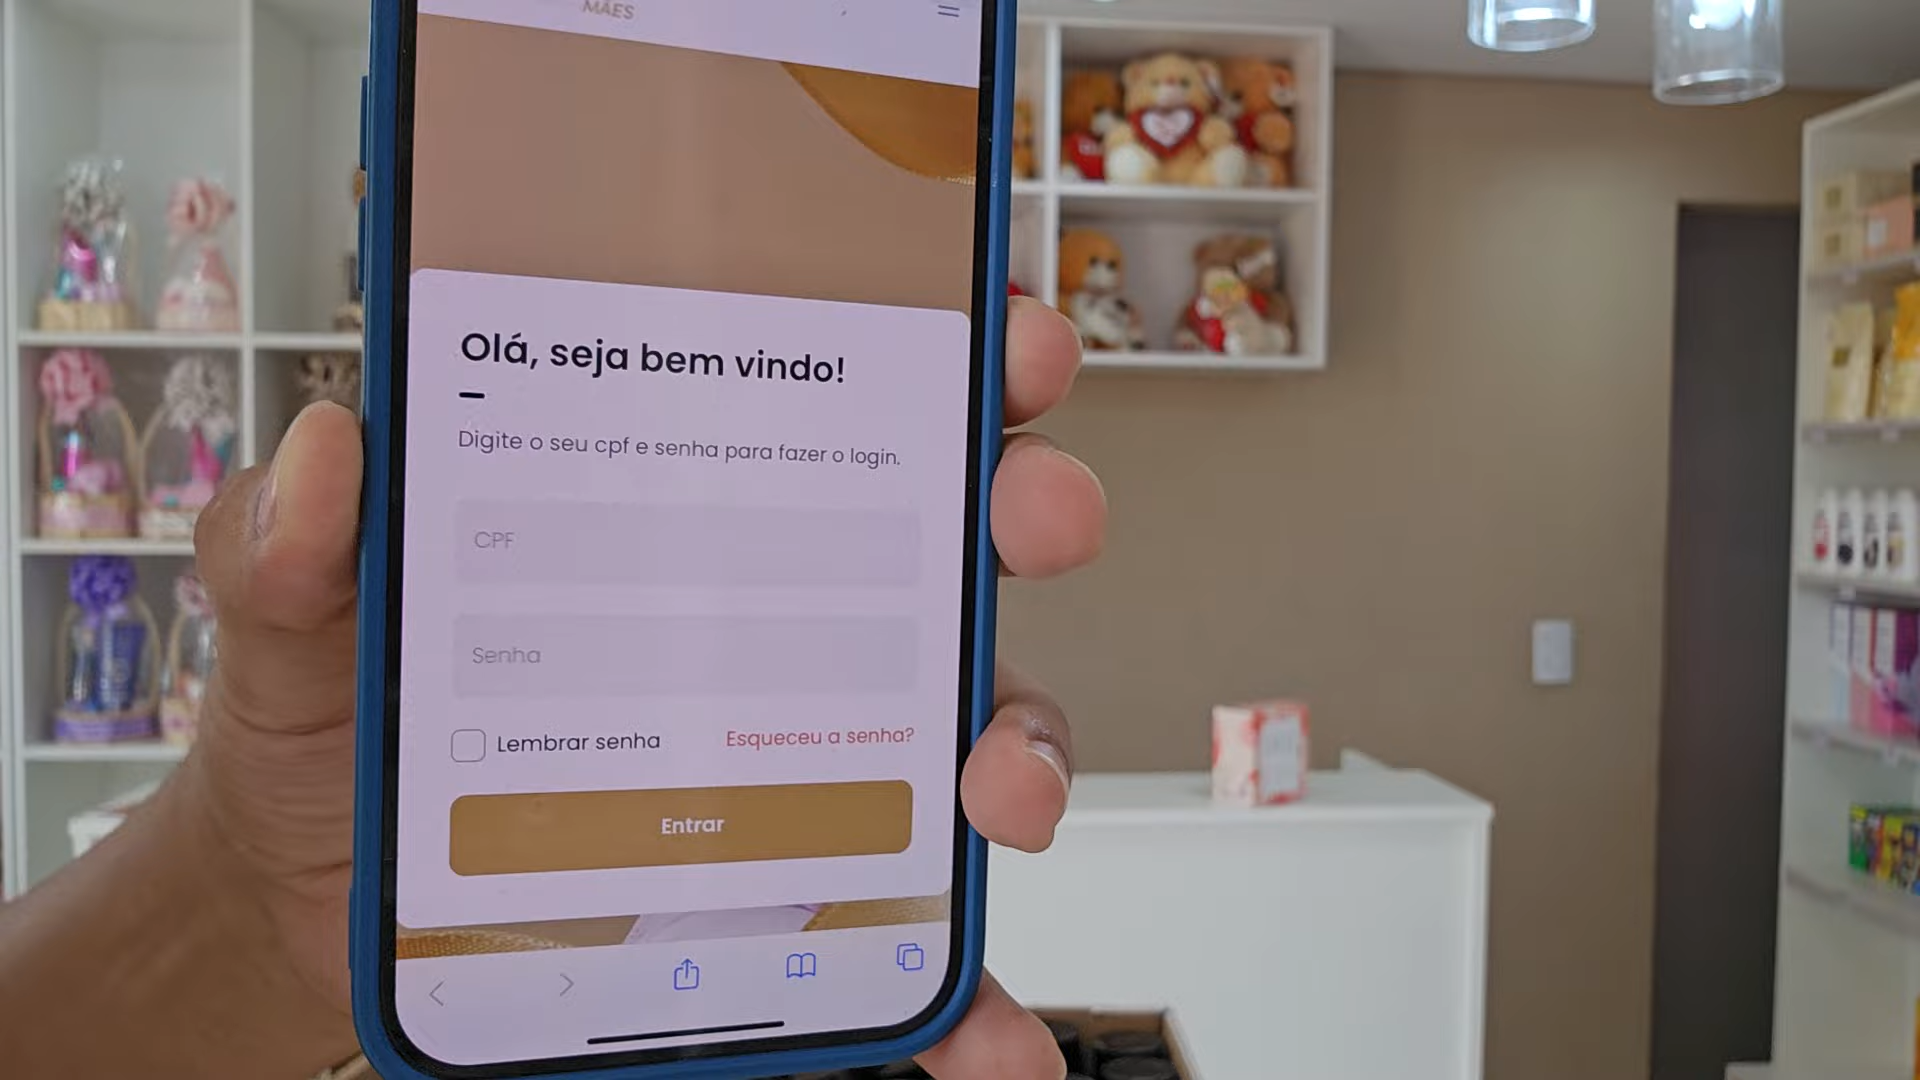 MÃES
Olá, seja bem vindo!
Digite o seu cpf e senha para fazer o login.
CPF
Senha
Lembrar senha
Esqueceu a senha?
Entrar